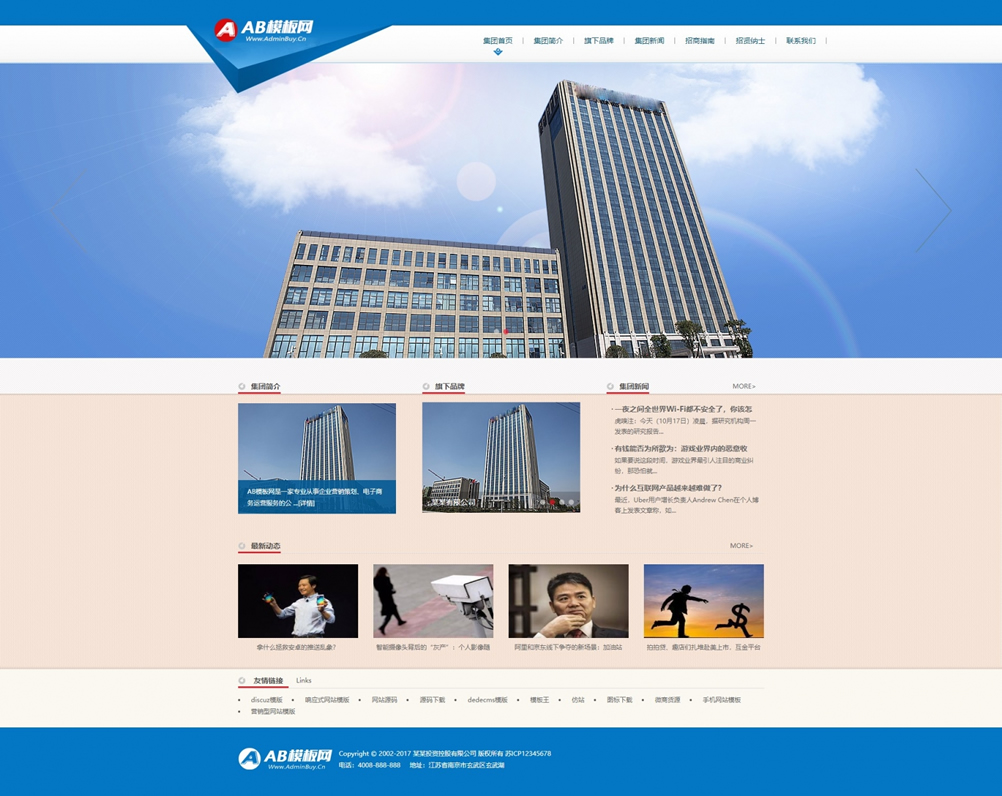 AB模板网
Www.AdminBuy.Cn
集团首页
集团简介
旗下品牌
集团新闻
招商指南
招贤纳士
联系我们
集团简介
旗下品牌
集团新闻
MORE>
AB模板网是一家专业从事企业营销策划、电子商
务运营服务的公 ...[详情]
某某有限公司
·一夜之间全世界Wi-Fi都不安全了，你该怎
虎嗅注：今天（10月17日）凌晨，据研究机构周一
发表的研究报告...
·有钱能否为所欲为：游戏业界内的恶意收
如果要说这段时间，游戏业界最引人注目的商业纠
纷，那恐怕就...
·为什么互联网产品越来越难做了？
最近，Uber用户增长负责人Andrew Chen在个人博
客上发表文章称，如...
最新动态
MORE>
拿什么拯救安卓的推送乱象？
智能摄像头背后的“灰产”：个人影像随
阿里和京东线下争夺的新场景：加油站
拍拍贷、趣店们扎堆赴美上市，互金平台
友情链接 Links
• discuz模版 • 响应式网站模版 • 网站源码 • 源码下载 • dedecms模版 • 模板王 • 仿站 • 图标下载 • 微商货源 • 手机网站模板
• 营销型网站模版
AB模板网
Www.AdminBuy.Cn
Copyright © 2002-2017 某某投资控股有限公司 版权所有 苏ICP12345678
电话：4008-888-888 地址：江苏省南京市玄武区玄武湖